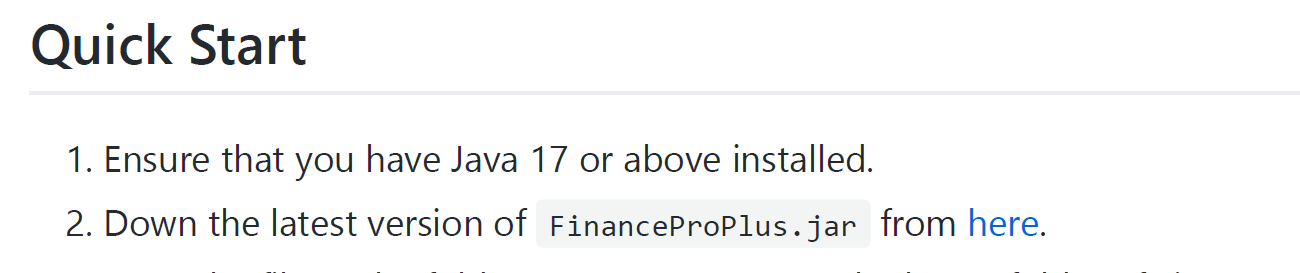 Quick Start
1. Ensure that you have Java 17 or above installed.
2. Down the latest version of FinanceProPlus.jar from here.